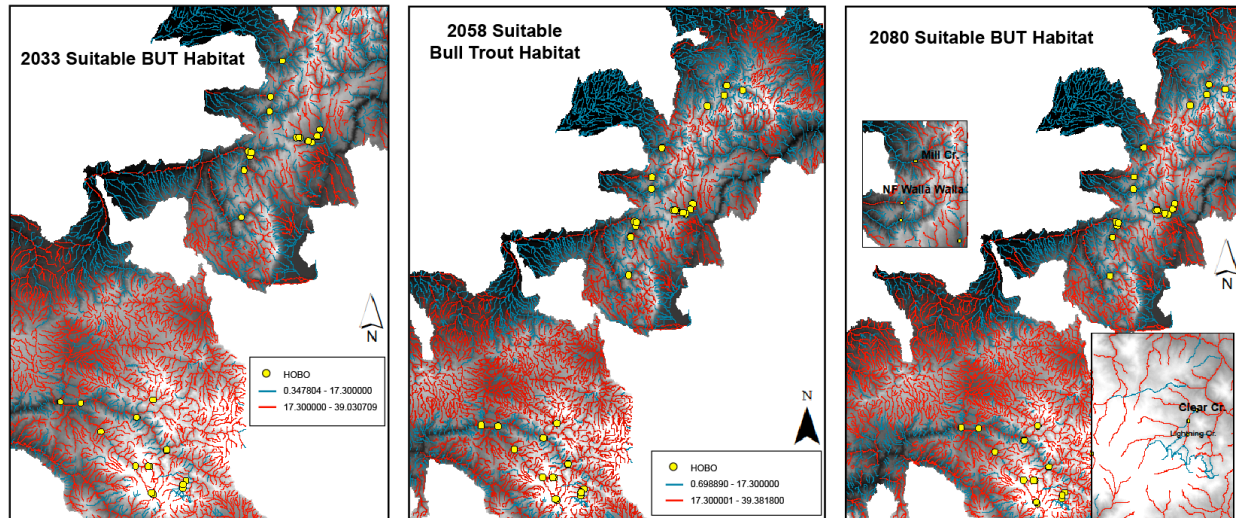 2033 Suitable BUT Habitat
N
HOBO
0.347804 - 17.300000
17.300000 - 39.030709
2058 Suitable
Bull Trout Habitat
N
HOBO
0.698890 - 17.300000
17.300001 - 39.381800
2080 Suitable BUT Habitat
Mill Cr.
NF Walla Walla
N
Clear Cr.
Lightning Cr.